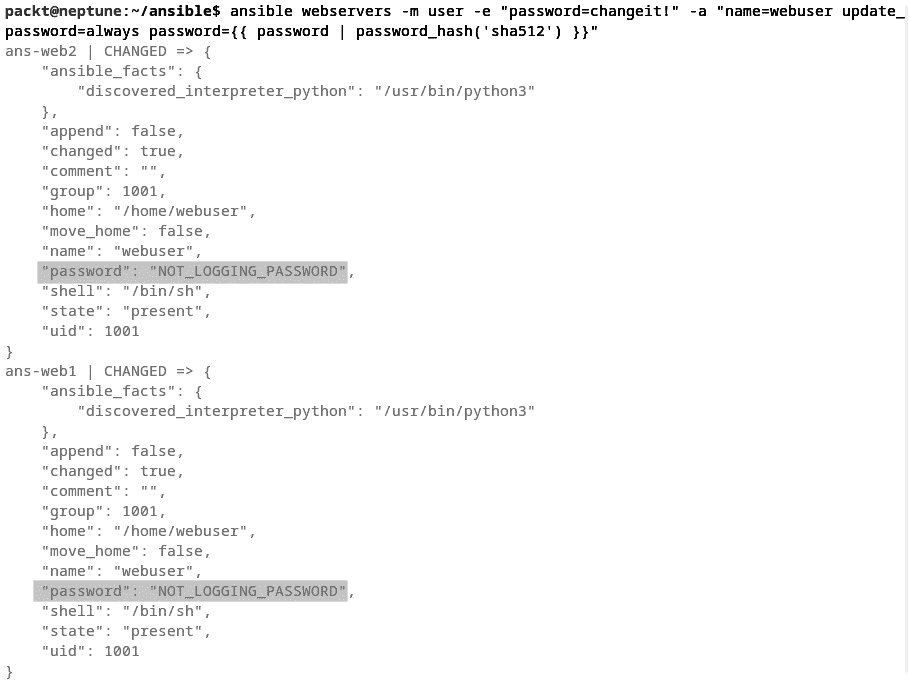 packt@neptune:~/ansible$ ansible webservers -m user -e "password=changeit!" -a "name=webuser update_
password=always password={{ password | password_hash('sha512') }}"
ans-web2 | CHANGED => {
    "ansible_facts": {
        "discovered_interpreter_python": "/usr/bin/python3"
    },
    "append": false,
    "changed": true,
    "comment": "",
    "group": 1001,
    "home": "/home/webuser",
    "move_home": false,
    "name": "webuser",
    "password": "NOT_LOGGING_PASSWORD",
    "shell": "/bin/sh",
    "state": "present",
    "uid": 1001
}
ans-web1 | CHANGED => {
    "ansible_facts": {
        "discovered_interpreter_python": "/usr/bin/python3"
    },
    "append": false,
    "changed": true,
    "comment": "",
    "group": 1001,
    "home": "/home/webuser",
    "move_home": false,
    "name": "webuser",
    "password": "NOT_LOGGING_PASSWORD",
    "shell": "/bin/sh",
    "state": "present",
    "uid": 1001
}